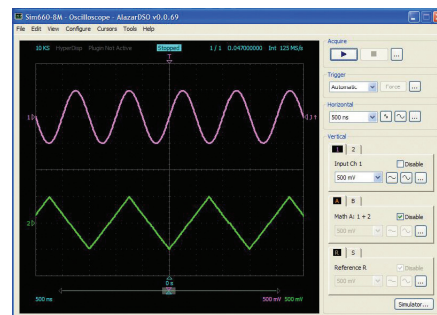 Sim660-8M - Oscilloscope - AlazarDSO v0.0.69
File Edit View Configure Cursors Tools Help
10 KS HyperDisp Plugin Not Active Stopped 1 / 1 0.047000000 Int 125 MS/s
Acquire
...
Trigger
Automatic Force ...
Horizontal
500 ns ...
Vertical
1 2
Input Ch 1 Disable
500 mV ...
A B
Math A: 1 + 2 Disable
500 mV ...
R S
Reference R Disable
500 mV ...
Simulator...
1
2
0 s
500 ns 500 mV 500 mV